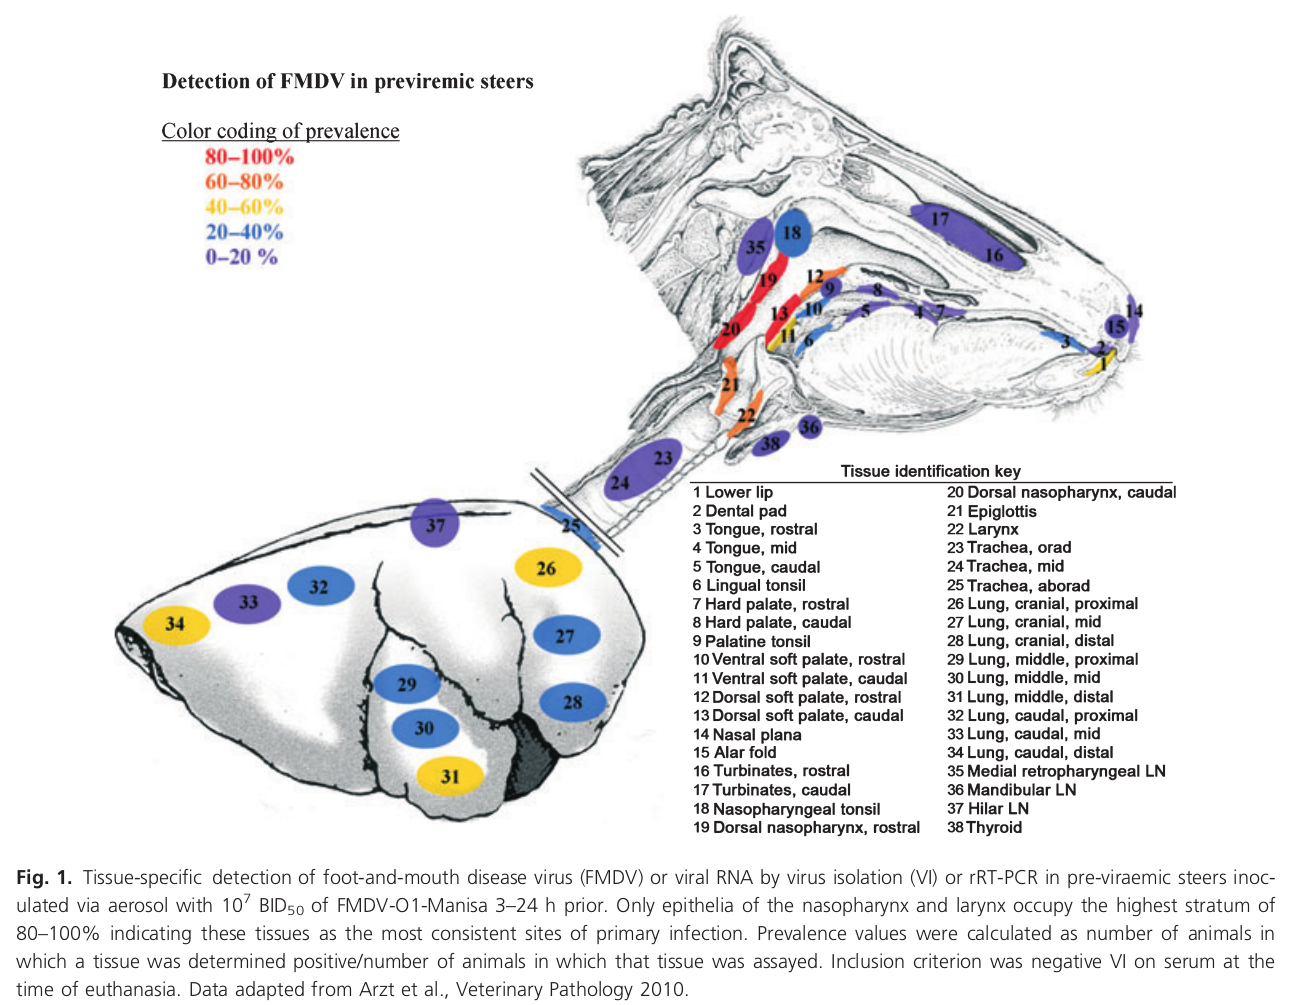 Detection of FMDV in previremic steers
Color coding of prevalence
80–100%
60–80%
40–60%
20–40%
0–20 %
17
16
18
35
19
12
9
8
13
10
5
4
7
14
15
20
11
6
3
2
1
21
22
36
38
23
24
25
37
26
32
33
34
27
29
28
30
31
Tissue identification key
1 Lower lip
2 Dental pad
3 Tongue, rostral
4 Tongue, mid
5 Tongue, caudal
6 Lingual tonsil
7 Hard palate, rostral
8 Hard palate, caudal
9 Palatine tonsil
10 Ventral soft palate, rostral
11 Ventral soft palate, caudal
12 Dorsal soft palate, rostral
13 Dorsal soft palate, caudal
14 Nasal plana
15 Alar fold
16 Turbinates, rostral
17 Turbinates, caudal
18 Nasopharyngeal tonsil
19 Dorsal nasopharynx, rostral
20 Dorsal nasopharynx, caudal
21 Epiglottis
22 Larynx
23 Trachea, orad
24 Trachea, mid
25 Trachea, aborad
26 Lung, cranial, proximal
27 Lung, cranial, mid
28 Lung, cranial, distal
29 Lung, middle, proximal
30 Lung, middle, mid
31 Lung, middle, distal
32 Lung, caudal, proximal
33 Lung, caudal, mid
34 Lung, caudal, distal
35 Medial retropharyngeal LN
36 Mandibular LN
37 Hilar LN
38 Thyroid
Fig. 1. Tissue-specific detection of foot-and-mouth disease virus (FMDV) or viral RNA by virus isolation (VI) or rRT-PCR in pre-viraemic steers inoc-
ulated via aerosol with 10⁷ BID₅₀ of FMDV-O1-Manisa 3–24 h prior. Only epithelia of the nasopharynx and larynx occupy the highest stratum of
80–100% indicating these tissues as the most consistent sites of primary infection. Prevalence values were calculated as number of animals in
which a tissue was determined positive/number of animals in which that tissue was assayed. Inclusion criterion was negative VI on serum at the
time of euthanasia. Data adapted from Arzt et al., Veterinary Pathology 2010.